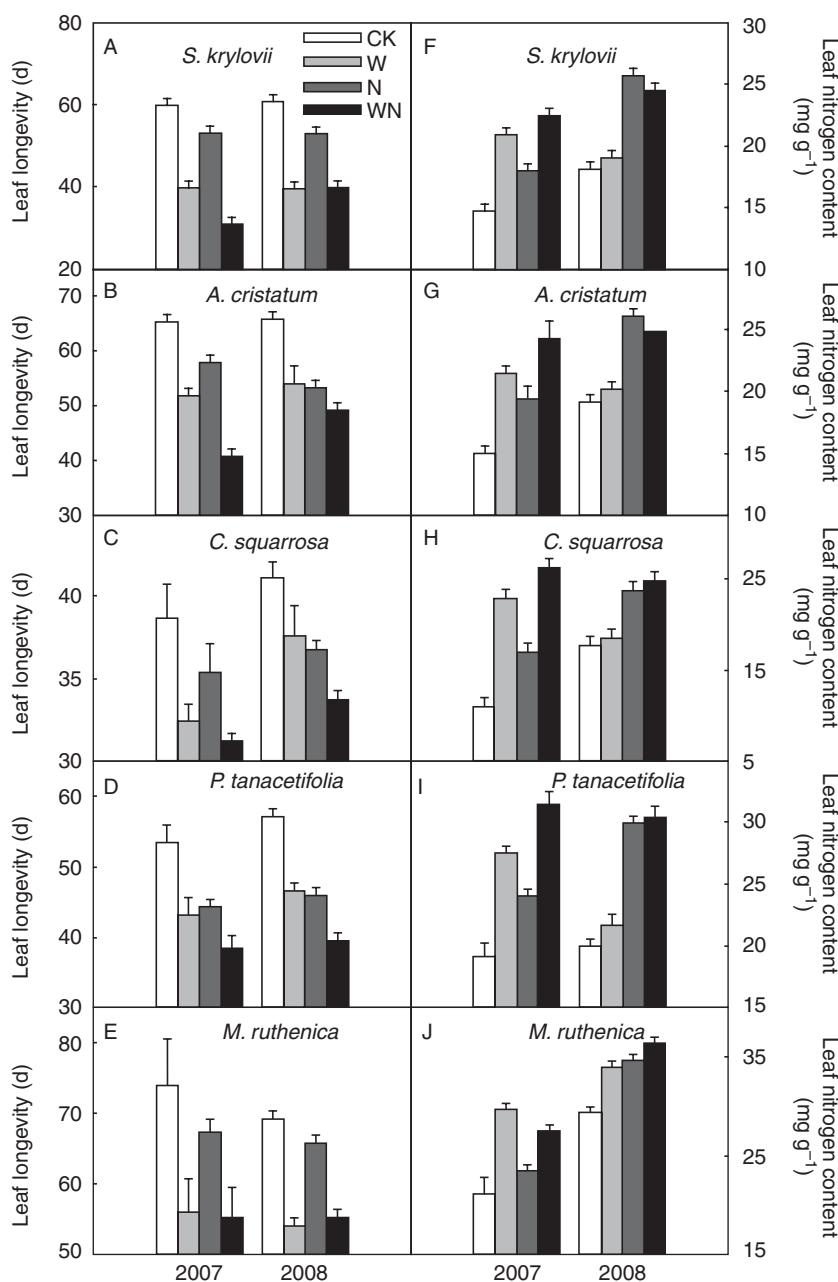 A
S. krylovii
CK
W
N
WN
Leaf longevity (d)
80
60
40
20
F
S. krylovii
30
25
20
15
10
Leaf nitrogen content
(mg g⁻¹)
B
A. cristatum
Leaf longevity (d)
70
60
50
40
30
G
A. cristatum
25
20
15
10
Leaf nitrogen content
(mg g⁻¹)
C
C. squarrosa
Leaf longevity (d)
40
35
30
H
C. squarrosa
25
15
5
Leaf nitrogen content
(mg g⁻¹)
D
P. tanacetifolia
Leaf longevity (d)
60
50
40
30
I
P. tanacetifolia
30
25
20
15
Leaf nitrogen content
(mg g⁻¹)
E
M. ruthenica
Leaf longevity (d)
80
70
60
50
2007
2008
J
M. ruthenica
35
25
15
Leaf nitrogen content
(mg g⁻¹)
2007
2008